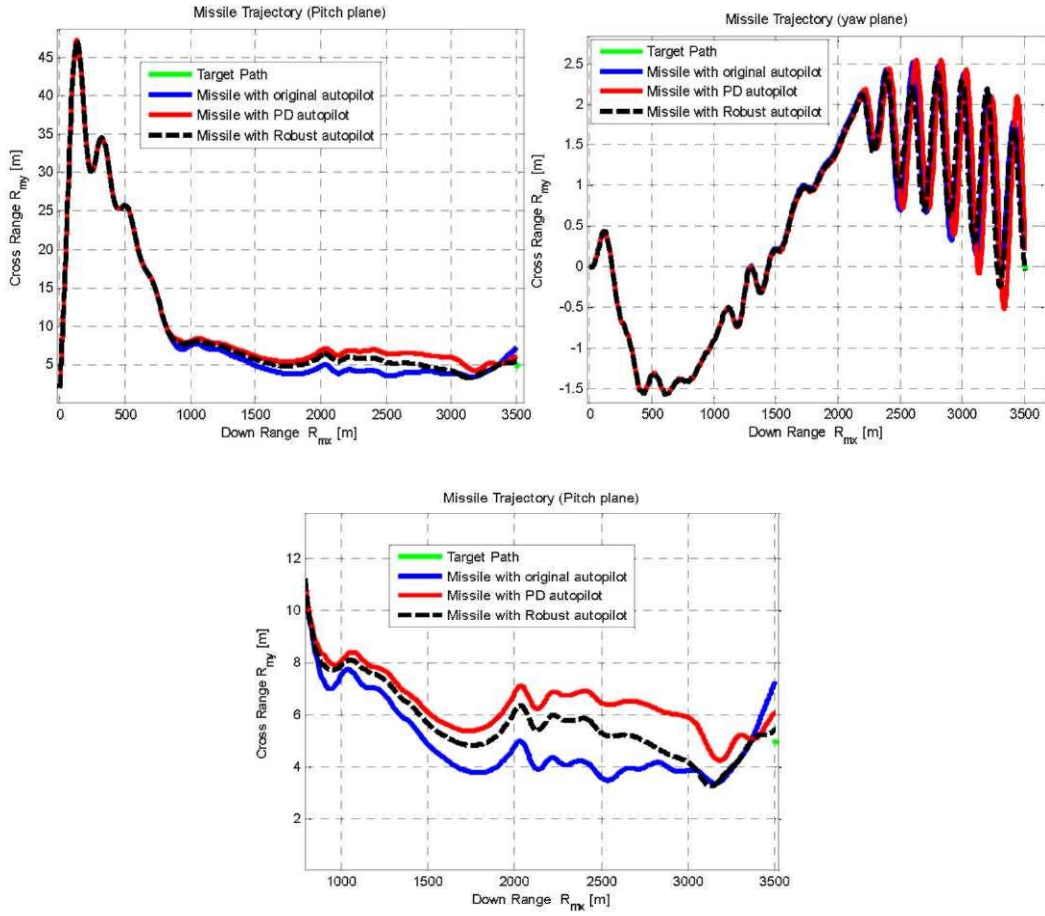 Missile Trajectory (Pitch plane)
Target Path
Missile with original autopilot
Missile with PD autopilot
Missile with Robust autopilot
Cross Range R_my [m]
45
40
35
30
25
20
15
10
5
0 500 1000 1500 2000 2500 3000 3500
Down Range R_mx [m]
Missile Trajectory (yaw plane)
Target Path
Missile with original autopilot
Missile with PD autopilot
Missile with Robust autopilot
Cross Range R_my [m]
2.5
2
1.5
1
0.5
0
-0.5
-1
-1.5
0 500 1000 1500 2000 2500 3000 3500
Down Range R_mx [m]
Missile Trajectory (Pitch plane)
Target Path
Missile with original autopilot
Missile with PD autopilot
Missile with Robust autopilot
Cross Range R_my [m]
12
10
8
6
4
2
1000 1500 2000 2500 3000 3500
Down Range R_mx [m]